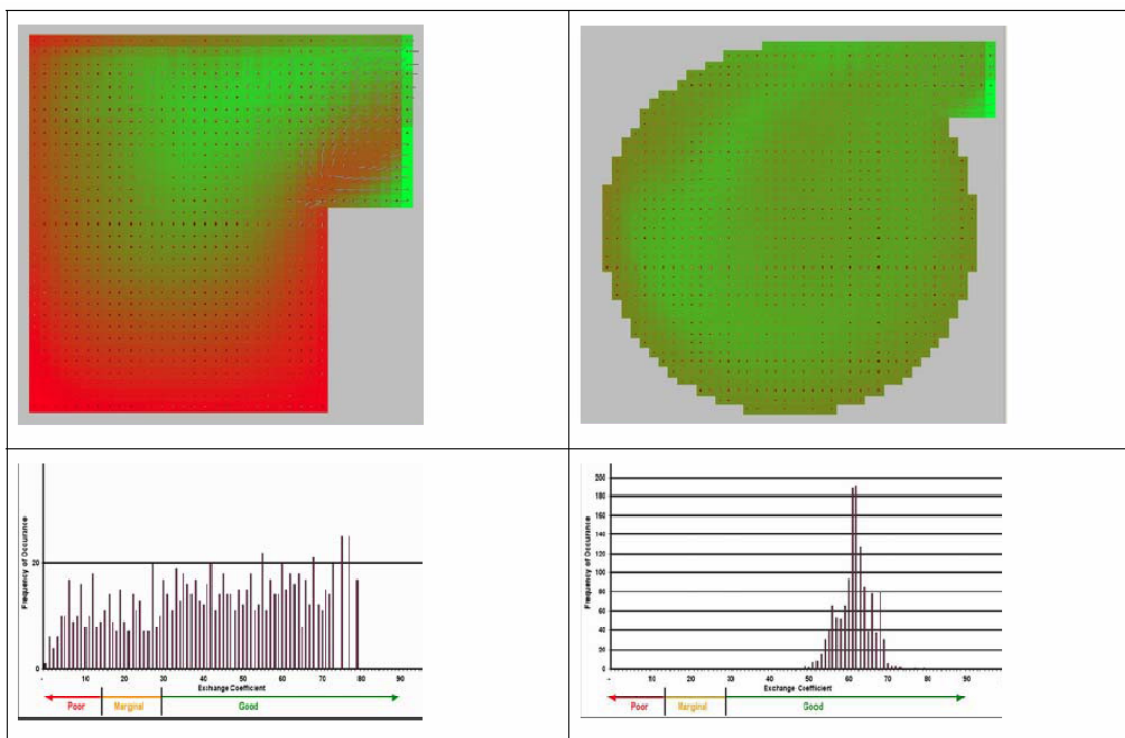 Frequency of Occurance
20
0
10 20 30 40 50 60 70 80 90
Exchange Coefficient
Poor Marginal Good
Frequency of Occurance
200
180
160
140
120
100
80
60
40
20
0
- 10 20 30 40 50 60 70 80 90
Exchange Coefficient
Poor Marginal Good